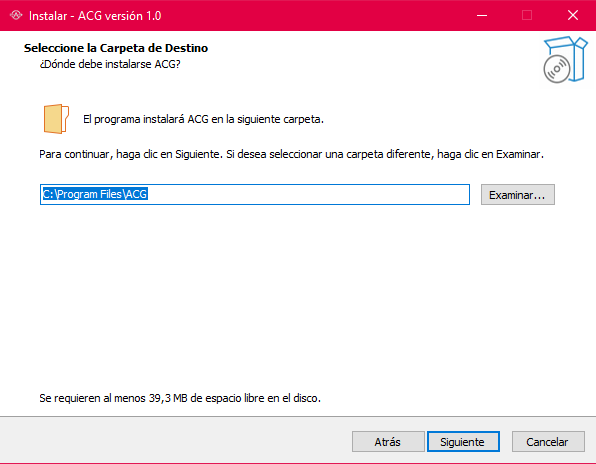 Instalar - ACG versión 1.0
Seleccione la Carpeta de Destino
¿Dónde debe instalarse ACG?
El programa instalará ACG en la siguiente carpeta.
Para continuar, haga clic en Siguiente. Si desea seleccionar una carpeta diferente, haga clic en Examinar.
C:\Program Files\ACG
Examinar...
Se requieren al menos 39,3 MB de espacio libre en el disco.
Atrás
Siguiente
Cancelar